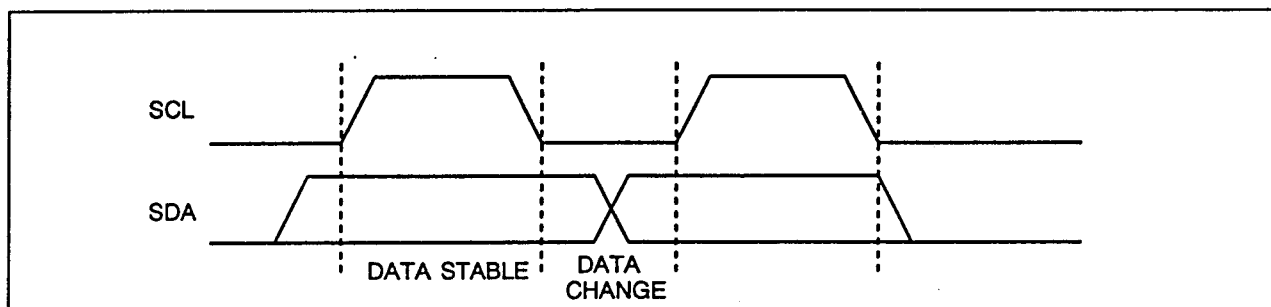 SCL
SDA
DATA STABLE
DATA
CHANGE